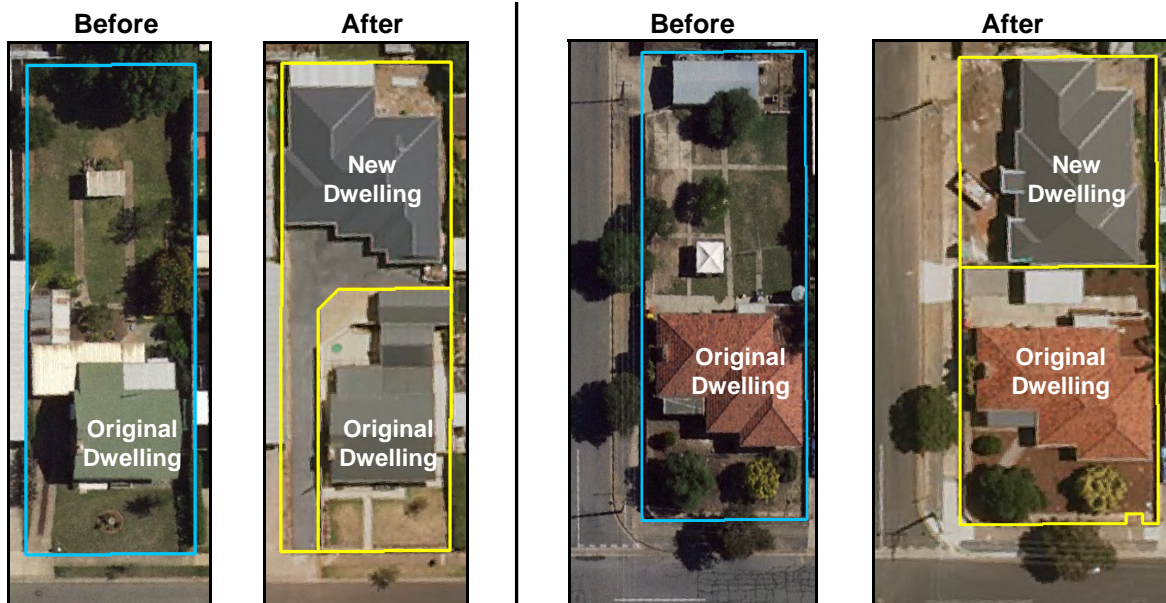 Before
After
Before
After
New
Dwelling
Original
Dwelling
Original
Dwelling
Original
Dwelling
New
Dwelling
Original
Dwelling